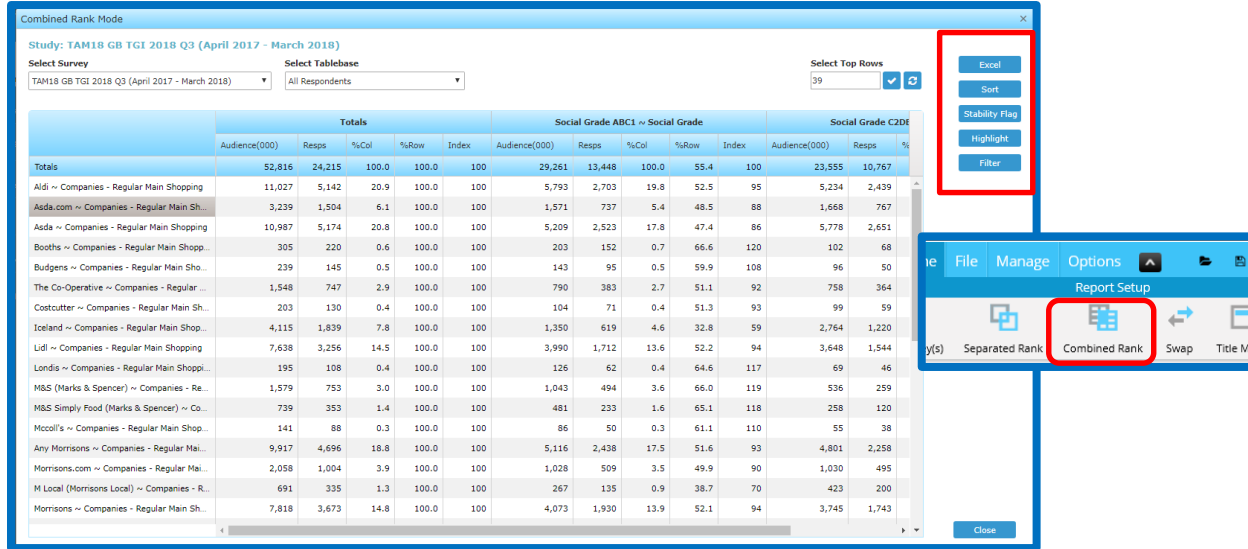 Combined Rank Mode ×
Study: TAM18 GB TGI 2018 Q3 (April 2017 - March 2018)
Select Survey Select Tablebase Select Top Rows
TAM18 GB TGI 2018 Q3 (April 2017 - March 2018) All Respondents 39
Excel
Sort
Stability Flag
Highlight
Filter
Totals Social Grade ABC1 ~ Social Grade Social Grade C2DE
Audience(000) Resps %Col %Row Index Audience(000) Resps %Col %Row Index Audience(000) Resps %
Totals 52,816 24,215 100.0 100.0 100 29,261 13,448 100.0 55.4 100 23,555 10,767
Aldi ~ Companies - Regular Main Shopping 11,027 5,142 20.9 100.0 100 5,793 2,703 19.8 52.5 95 5,234 2,439
Asda.com ~ Companies - Regular Main Sh... 3,239 1,504 6.1 100.0 100 1,571 737 5.4 48.5 88 1,668 767
Asda ~ Companies - Regular Main Shopping 10,987 5,174 20.8 100.0 100 5,209 2,523 17.8 47.4 86 5,778 2,651
Booths ~ Companies - Regular Main Shopp... 305 220 0.6 100.0 100 203 152 0.7 66.6 120 102 68
Budgens ~ Companies - Regular Main Sho... 239 145 0.5 100.0 100 143 95 0.5 59.9 108 96 50
The Co-Operative ~ Companies - Regular ... 1,548 747 2.9 100.0 100 790 383 2.7 51.1 92 758 364
Costcutter ~ Companies - Regular Main Sh... 203 130 0.4 100.0 100 104 71 0.4 51.3 93 99 59
Iceland ~ Companies - Regular Main Shop... 4,115 1,839 7.8 100.0 100 1,350 619 4.6 32.8 59 2,764 1,220
Lidl ~ Companies - Regular Main Shopping 7,638 3,256 14.5 100.0 100 3,990 1,712 13.6 52.2 94 3,648 1,544
Londis ~ Companies - Regular Main Shoppi... 195 108 0.4 100.0 100 126 62 0.4 64.6 117 69 46
M&S (Marks & Spencer) ~ Companies - Re... 1,579 753 3.0 100.0 100 1,043 494 3.6 66.0 119 536 259
M&S Simply Food (Marks & Spencer) ~ Co... 739 353 1.4 100.0 100 481 233 1.6 65.1 118 258 120
Mccoll's ~ Companies - Regular Main Shop... 141 88 0.3 100.0 100 86 50 0.3 61.1 110 55 38
Any Morrisons ~ Companies - Regular Mai... 9,917 4,696 18.8 100.0 100 5,116 2,438 17.5 51.6 93 4,801 2,258
Morrisons.com ~ Companies - Regular Mai... 2,058 1,004 3.9 100.0 100 1,028 509 3.5 49.9 90 1,030 495
M Local (Morrisons Local) ~ Companies - R... 691 335 1.3 100.0 100 267 135 0.9 38.7 70 423 200
Morrisons ~ Companies - Regular Main Sh... 7,818 3,673 14.8 100.0 100 4,073 1,930 13.9 52.1 94 3,745 1,743
Close
ne File Manage Options
Report Setup
y(s) Separated Rank Combined Rank Swap Title M